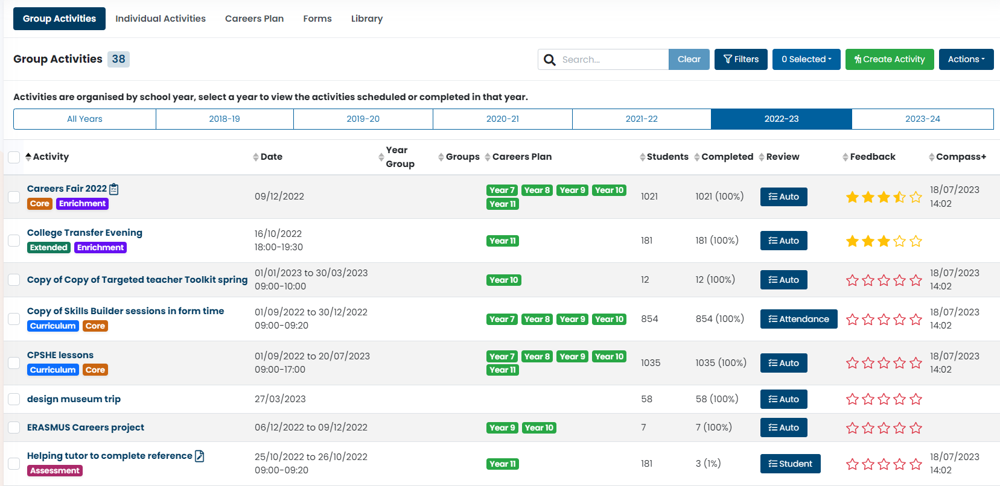 Group Activities Individual Activities Careers Plan Forms Library
Group Activities 38 Search... Clear Filters 0 Selected Create Activity Actions
Activities are organised by school year, select a year to view the activities scheduled or completed in that year.
All Years 2018-19 2019-20 2020-21 2021-22 2022-23 2023-24
Activity Date Year Group Groups Careers Plan Students Completed Review Feedback Compass+
Careers Fair 2022
Core Enrichment
09/12/2022
Year 7 Year 8 Year 9 Year 10
Year 11
1021 1021 (100%) Auto
18/07/2023
14:02
College Transfer Evening
Extended Enrichment
16/10/2022
18:00-19:30
Year 11 181 181 (100%) Auto
Copy of Copy of Targeted teacher Toolkit spring
01/01/2023 to 30/03/2023
09:00-10:00
Year 10 12 12 (100%) Auto
18/07/2023
14:02
Copy of Skills Builder sessions in form time
Curriculum Core
01/09/2022 to 30/12/2022
09:00-09:20
Year 7 Year 8 Year 9 Year 10 854 854 (100%) Attendance
18/07/2023
14:02
CPSHE lessons
Curriculum Core
01/09/2022 to 20/07/2023
09:00-17:00
Year 7 Year 8 Year 9 Year 10
Year 11
1035 1035 (100%) Auto
18/07/2023
14:02
design museum trip 27/03/2023 58 58 (100%) Auto
ERASMUS Careers project 06/12/2022 to 09/12/2022 Year 9 Year 10 7 7 (100%) Auto
Helping tutor to complete reference
Assessment
25/10/2022 to 26/10/2022
09:00-09:20
Year 11 181 3 (1%) Student
18/07/2023
14:02